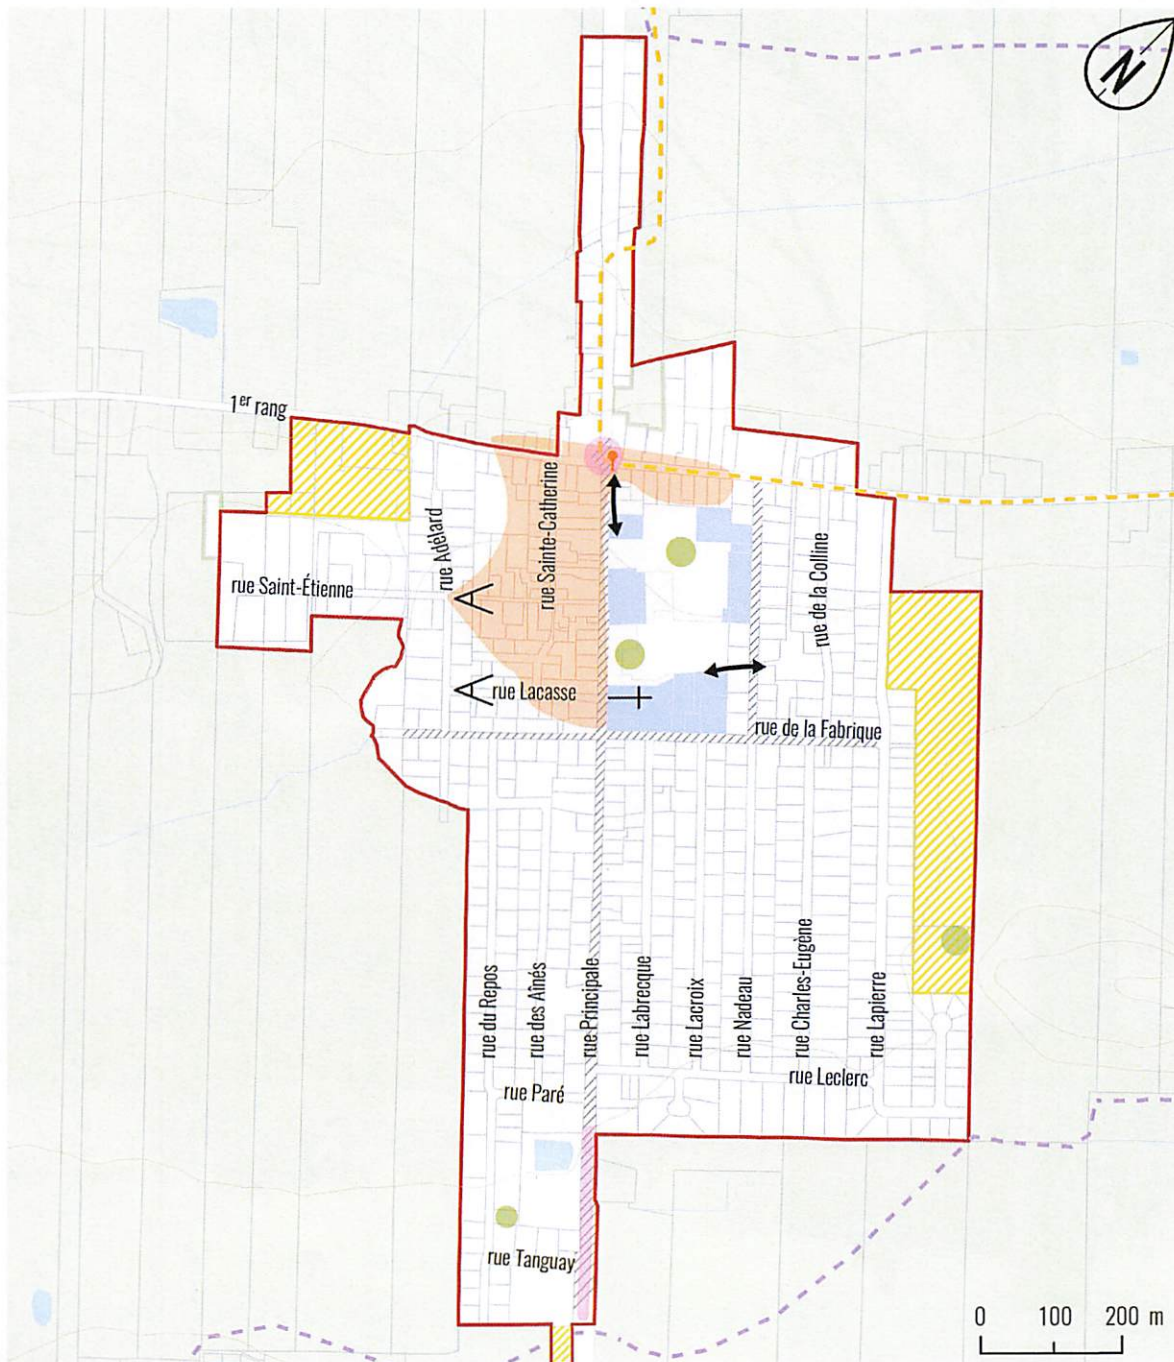 N
1er rang
rue Adélard
rue Sainte-Catherine
rue Saint-Étienne
rue de la Colline
rue Lacasse
rue de la Fabrique
rue du Repos
rue des Aînés
rue Principale
rue Labrecque
rue Lacroix
rue Nadeau
rue Charles-Eugène
rue Lapierre
rue Leclerc
rue Paré
rue Tanguay
0 100 200 m